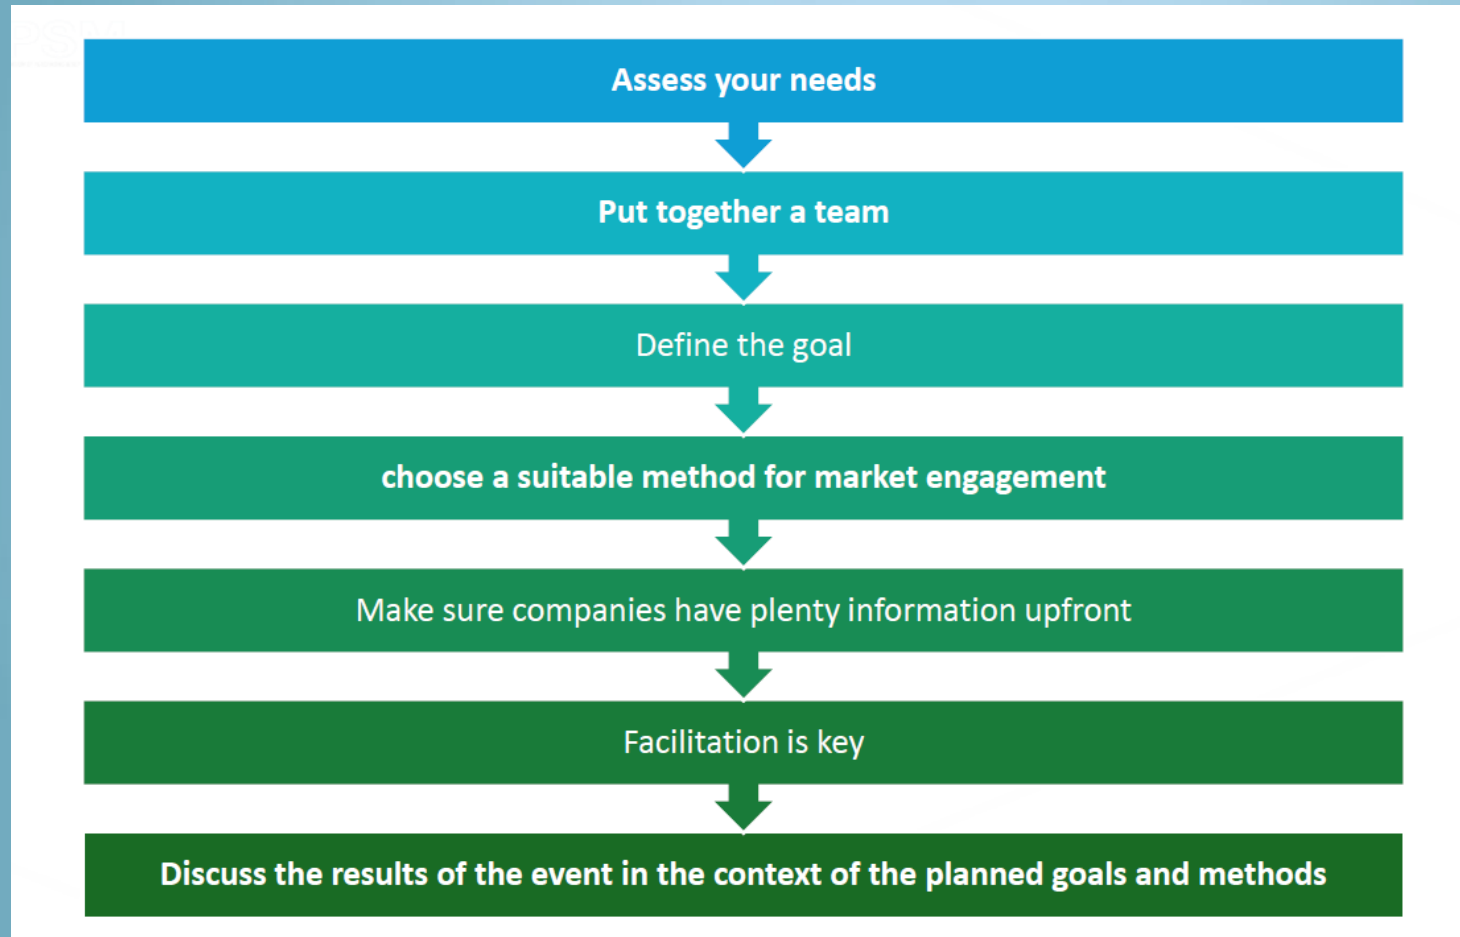 Assess your needs
Put together a team
Define the goal
choose a suitable method for market engagement
Make sure companies have plenty information upfront
Facilitation is key
Discuss the results of the event in the context of the planned goals and methods